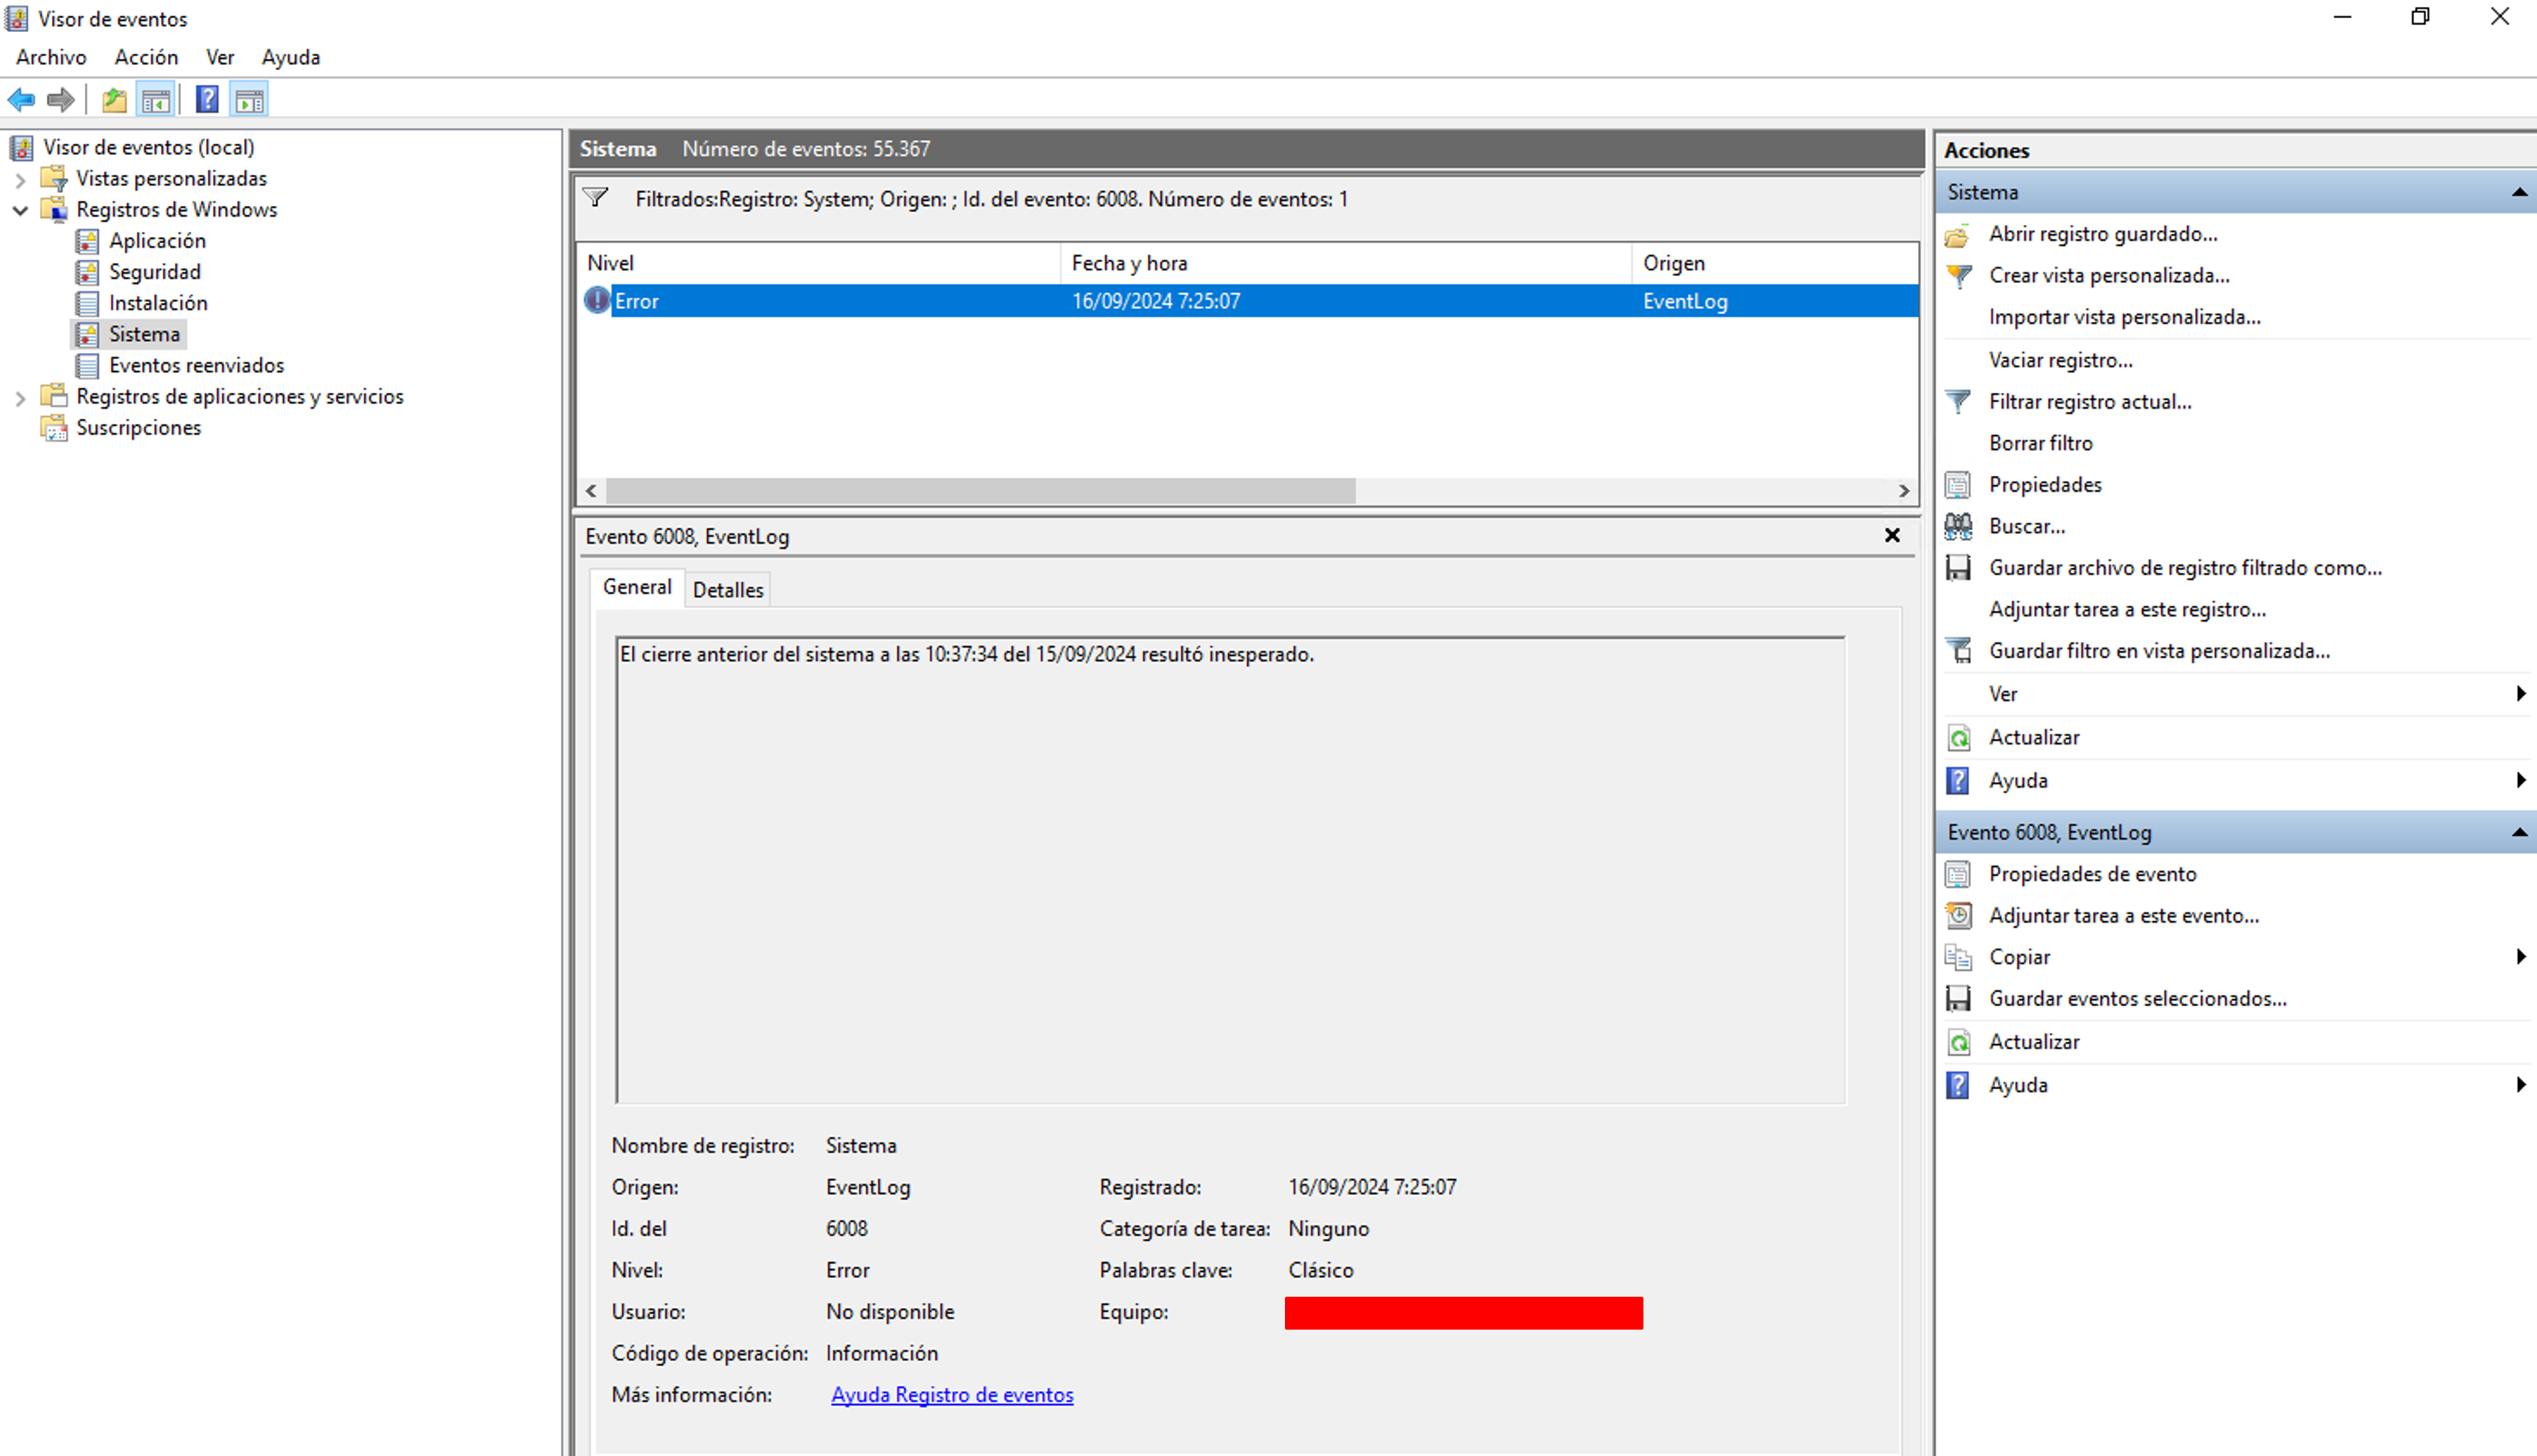 Visor de eventos
Archivo Acción Ver Ayuda
Visor de eventos (local)
Vistas personalizadas
Registros de Windows
Aplicación
Seguridad
Instalación
Sistema
Eventos reenviados
Registros de aplicaciones y servicios
Suscripciones
Sistema Número de eventos: 55.367
Filtrados:Registro: System; Origen: ; Id. del evento: 6008. Número de eventos: 1
Nivel Fecha y hora Origen
Error 16/09/2024 7:25:07 EventLog
Evento 6008, EventLog
General Detalles
El cierre anterior del sistema a las 10:37:34 del 15/09/2024 resultó inesperado.
Nombre de registro: Sistema
Origen: EventLog Registrado: 16/09/2024 7:25:07
Id. del 6008 Categoría de tarea: Ninguno
Nivel: Error Palabras clave: Clásico
Usuario: No disponible Equipo:
Código de operación: Información
Más información: Ayuda Registro de eventos
Acciones
Sistema
Abrir registro guardado...
Crear vista personalizada...
Importar vista personalizada...
Vaciar registro...
Filtrar registro actual...
Borrar filtro
Propiedades
Buscar...
Guardar archivo de registro filtrado como...
Adjuntar tarea a este registro...
Guardar filtro en vista personalizada...
Ver
Actualizar
Ayuda
Evento 6008, EventLog
Propiedades de evento
Adjuntar tarea a este evento...
Copiar
Guardar eventos seleccionados...
Actualizar
Ayuda